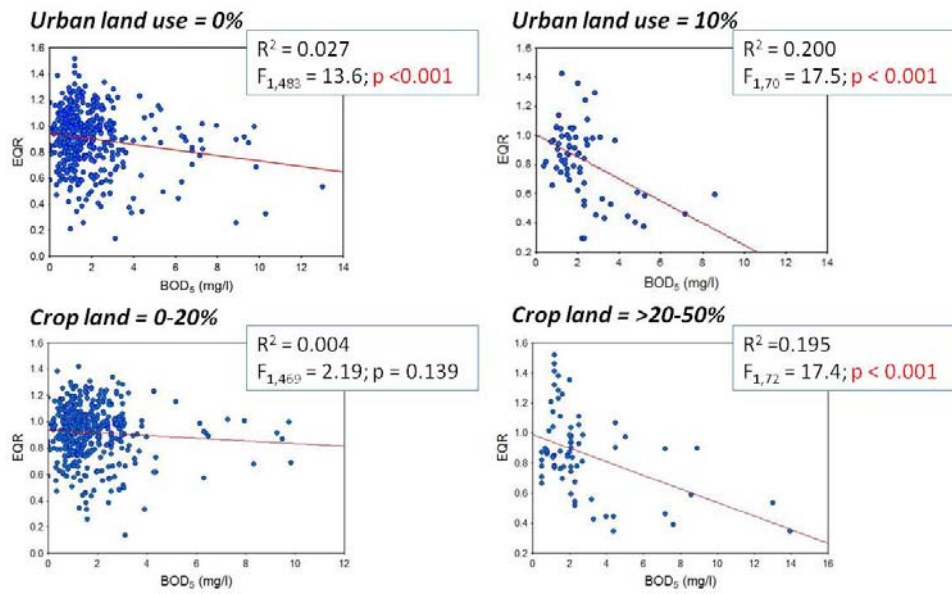 Urban land use = 0%
R² = 0.027
F1,483 = 13.6; p <0.001
1.6
1.4
1.2
1.0
0.8
0.6
0.4
0.2
0.0
EQR
0 2 4 6 8 10 12 14
BOD5 (mg/l)
Urban land use = 10%
R² = 0.200
F1,70 = 17.5; p < 0.001
1.6
1.4
1.2
1.0
0.8
0.6
0.4
0.2
EQR
0 2 4 6 8 10 12 14
BOD5 (mg/l)
Crop land = 0-20%
R² = 0.004
F1,469 = 2.19; p = 0.139
1.6
1.4
1.2
1.0
0.8
0.6
0.4
0.2
0.0
EQR
0 2 4 6 8 10 12
BOD5 (mg/l)
Crop land = >20-50%
R² =0.195
F1,72 = 17.4; p < 0.001
1.6
1.4
1.2
1.0
0.8
0.6
0.4
0.2
EQR
0 2 4 6 8 10 12 14 16
BOD5 (mg/l)